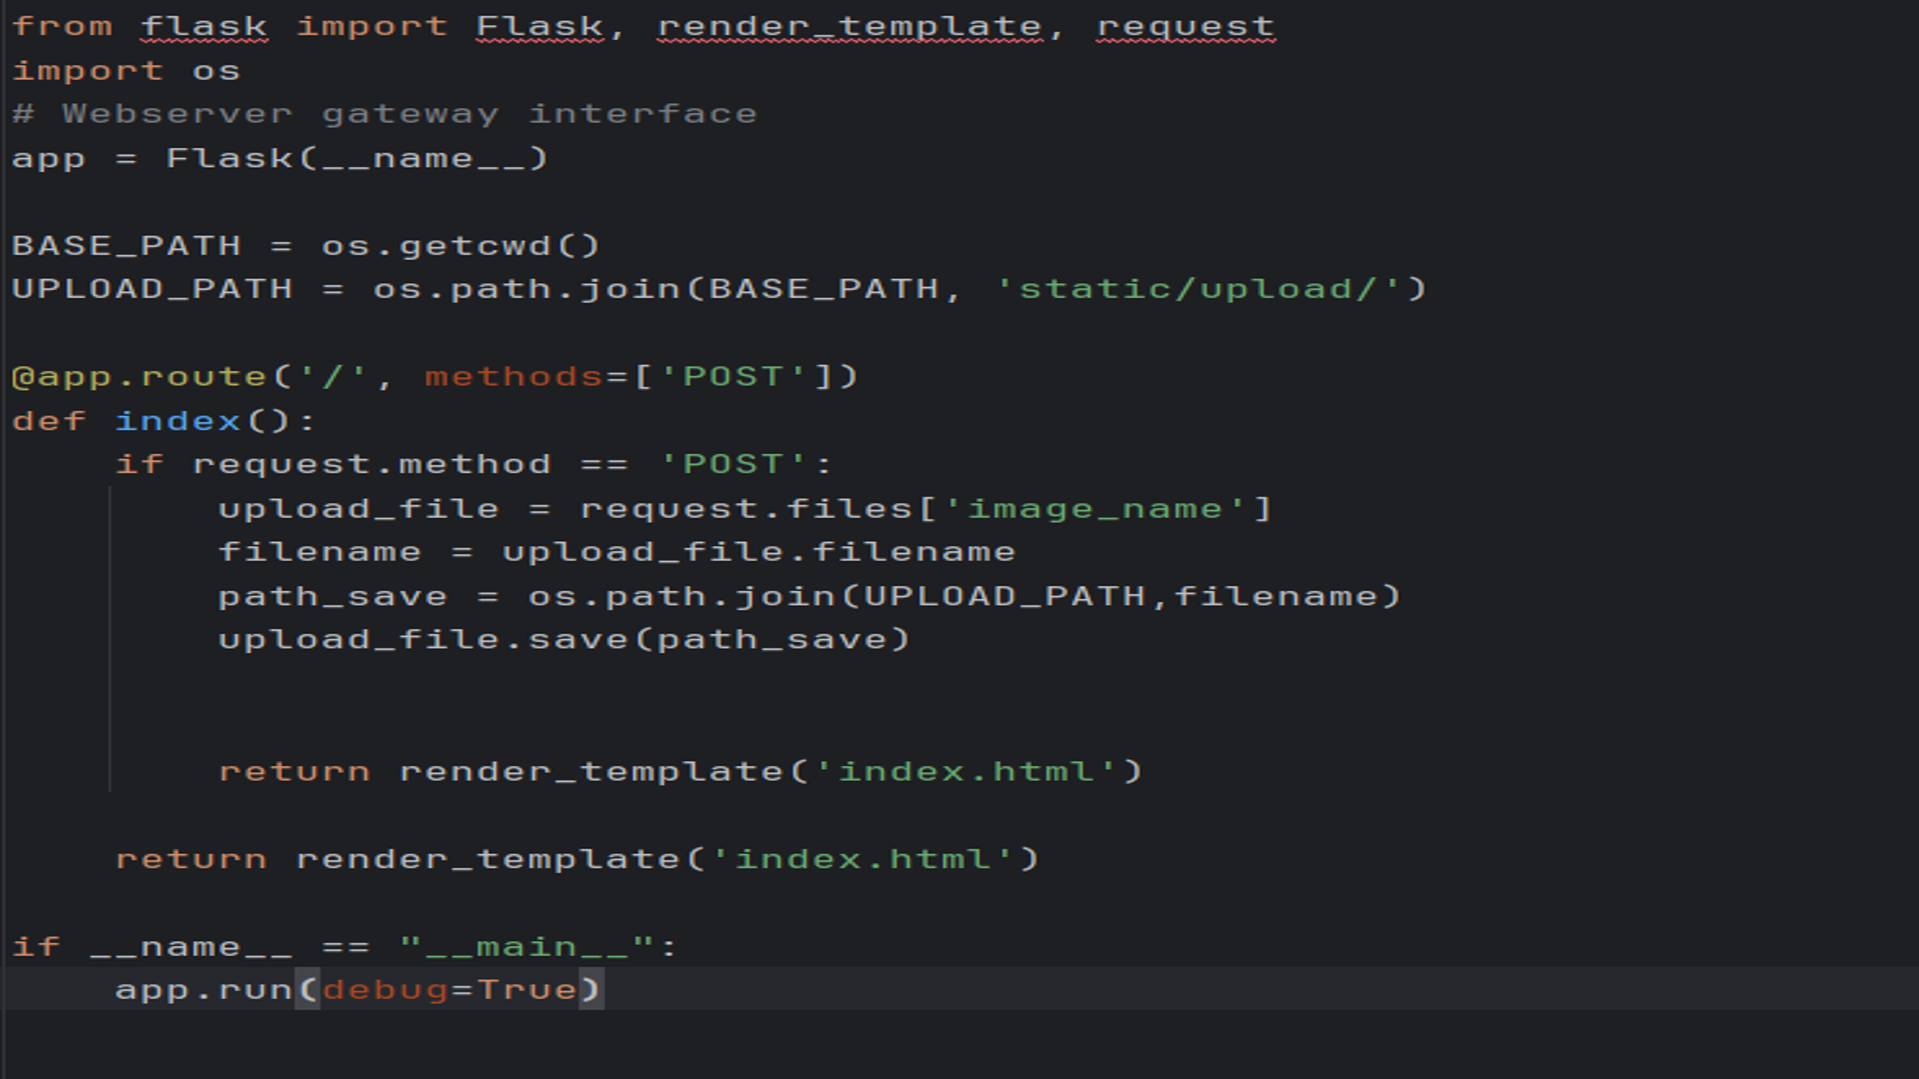 from flask import Flask, render_template, request
import os
# Webserver gateway interface
app = Flask(__name__)
BASE_PATH = os.getcwd()
UPLOAD_PATH = os.path.join(BASE_PATH, 'static/upload/')
@app.route('/', methods=['POST'])
def index():
    if request.method == 'POST':
        upload_file = request.files['image_name']
        filename = upload_file.filename
        path_save = os.path.join(UPLOAD_PATH,filename)
        upload_file.save(path_save)
        return render_template('index.html')
    return render_template('index.html')
if __name__ == "__main__":
    app.run(debug=True)